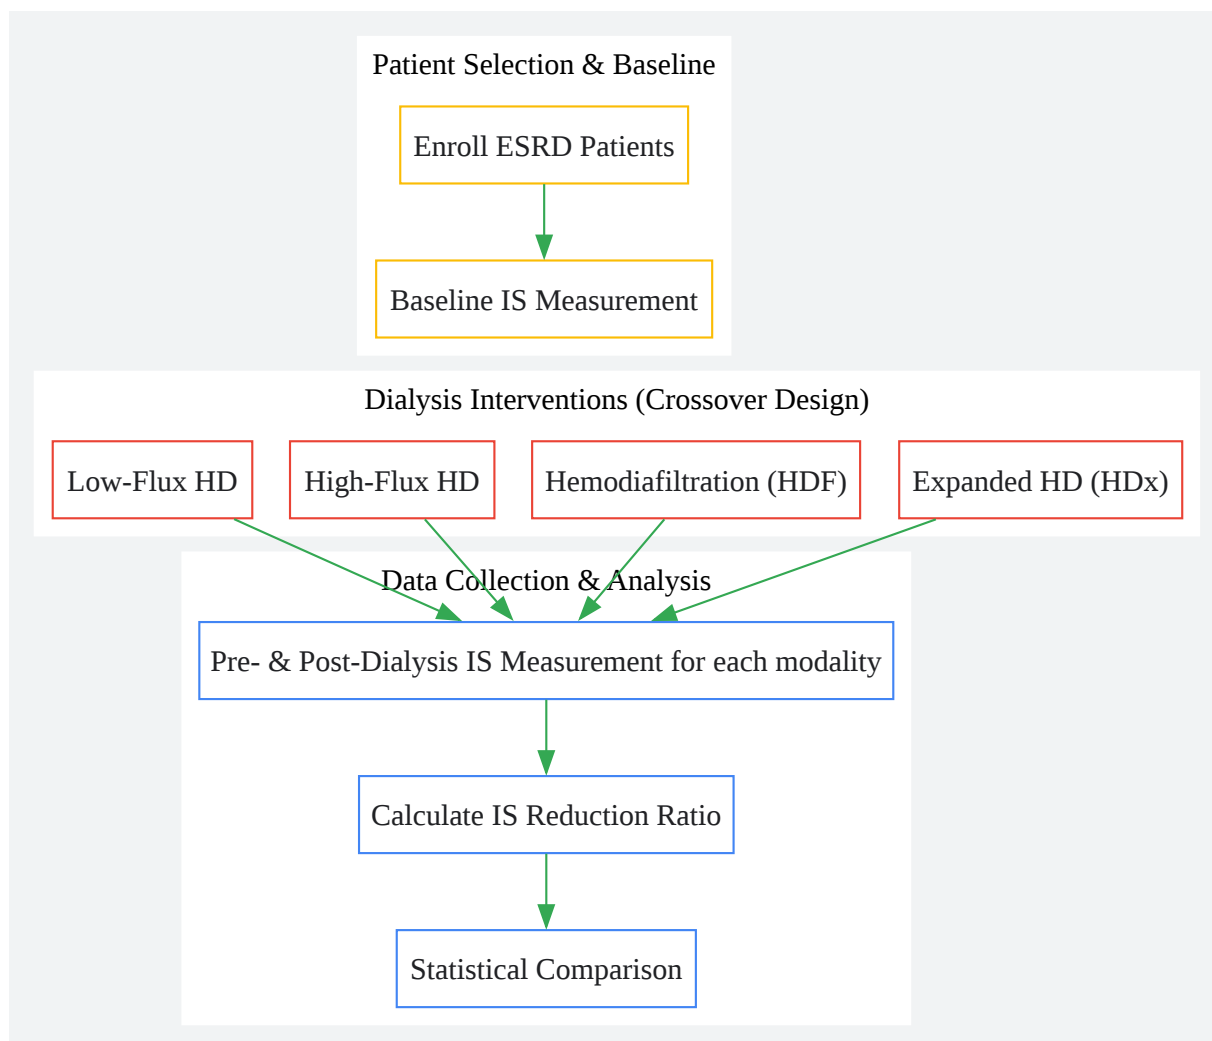 Patient Selection & Baseline
Enroll ESRD Patients
Baseline IS Measurement
Dialysis Interventions (Crossover Design)
Low-Flux HD
High-Flux HD
Hemodiafiltration (HDF)
Expanded HD (HDx)
Data Collection & Analysis
Pre- & Post-Dialysis IS Measurement for each modality
Calculate IS Reduction Ratio
Statistical Comparison